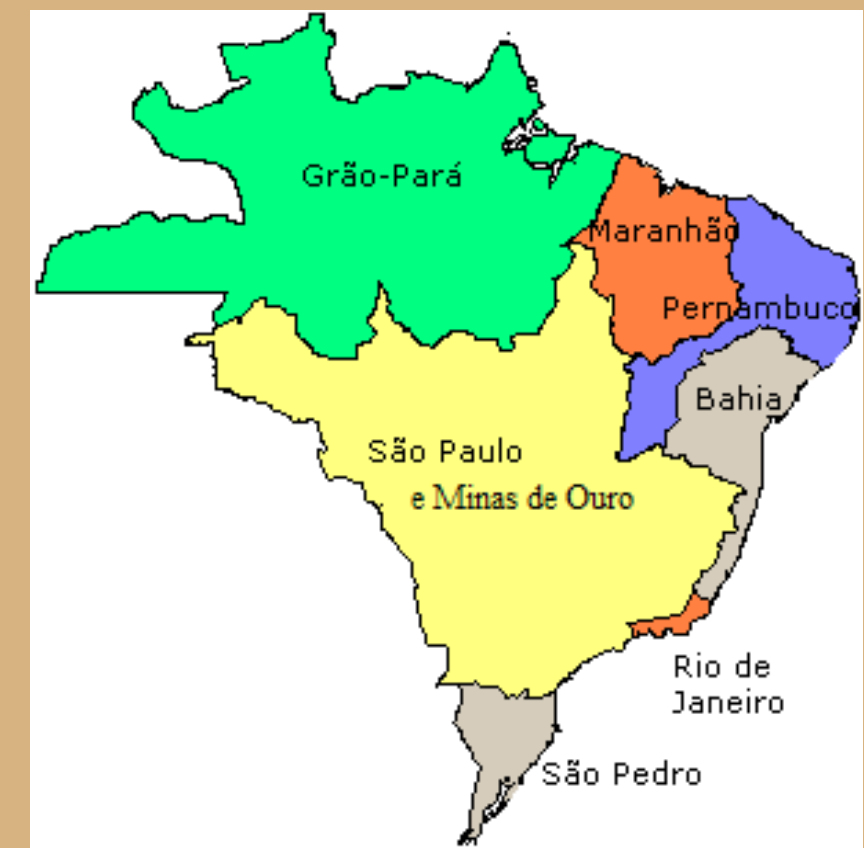 Grão-Pará
Maranhão
Pernambuco
Bahia
São Paulo
e Minas de Ouro
Rio de
Janeiro
São Pedro